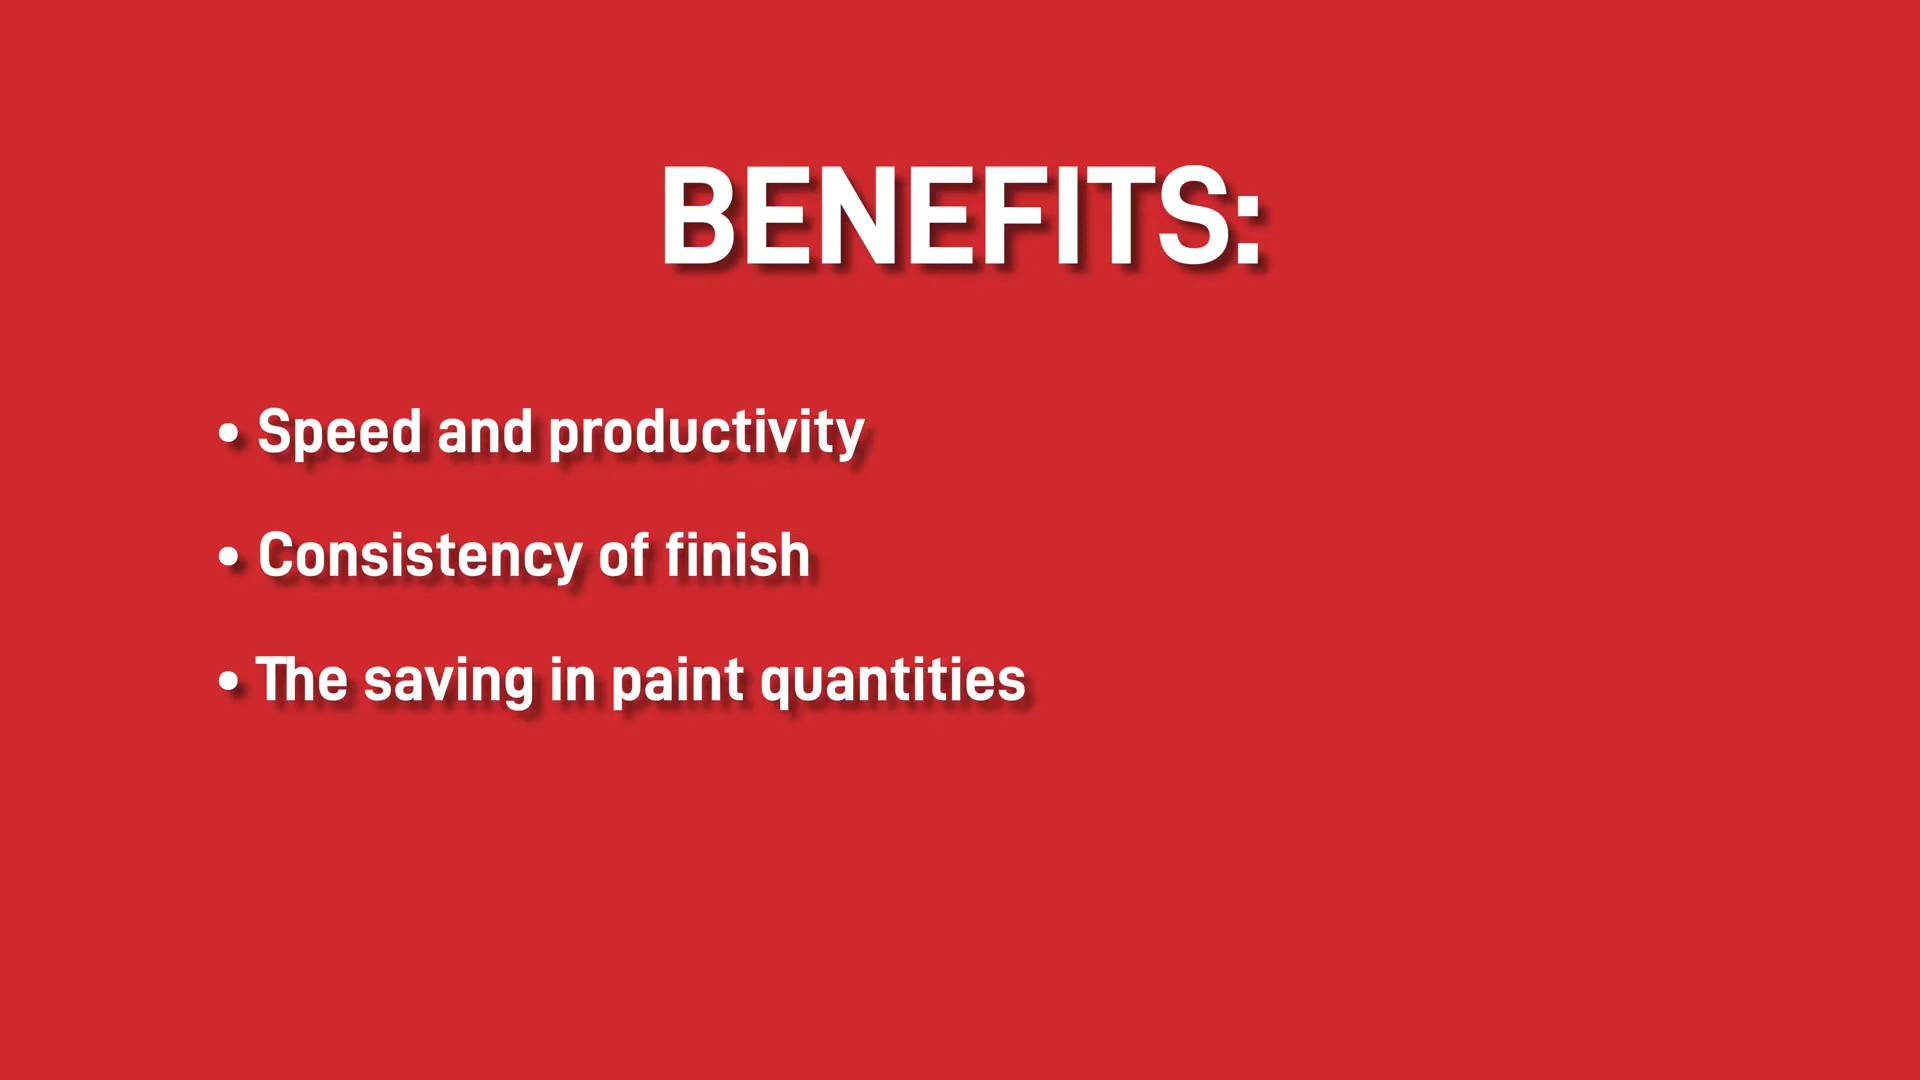 BENEFITS:
• Speed and productivity
• Consistency of finish
• The saving in paint quantities